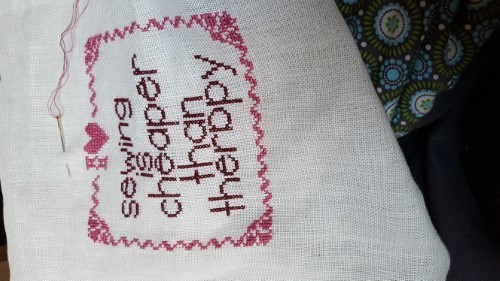 I ♥
sewing
is
cheaper
than
therapy